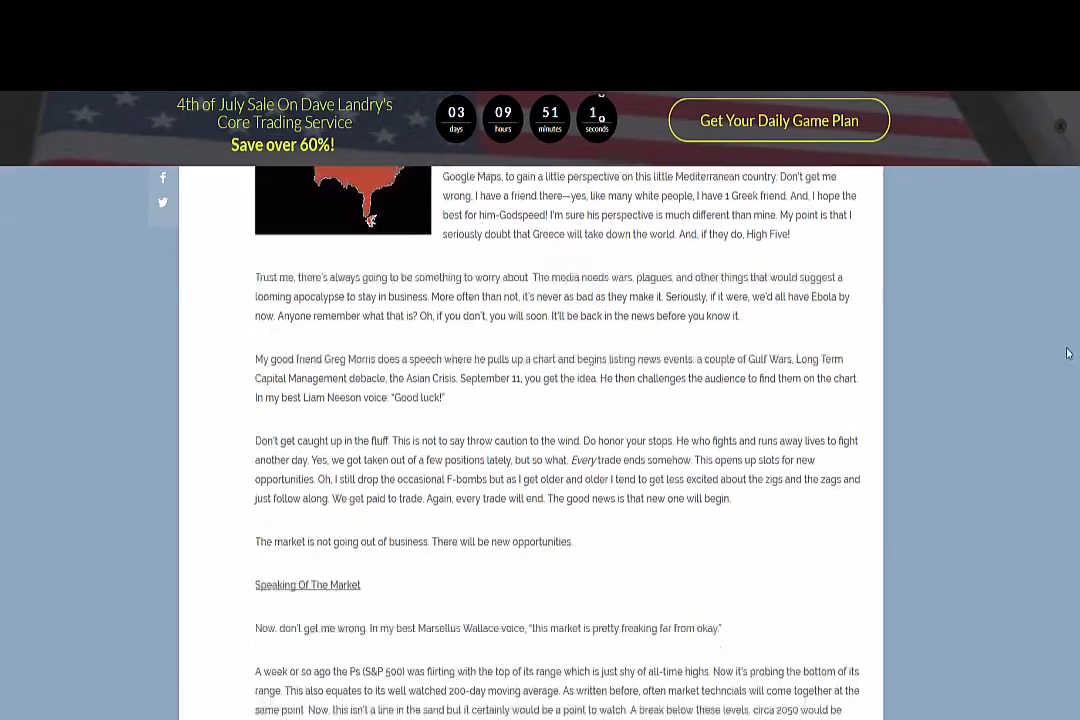 4th of July Sale On Dave Landry's
Core Trading Service
Save over 60%!
03 09 51
days hours minutes seconds
Get Your Daily Game Plan
Google Maps, to gain a little perspective on this little Mediterranean country. Don't get me
wrong, I have a friend there—yes, like many white people, I have 1 Greek friend. And, I hope the
best for him-Godspeed! I'm sure his perspective is much different than mine. My point is that I
seriously doubt that Greece will take down the world. And, if they do, High Five!
Trust me, there's always going to be something to worry about. The media needs wars, plagues, and other things that would suggest a
looming apocalypse to stay in business. More often than not, it's never as bad as they make it. Seriously, if it were, we'd all have Ebola by
now. Anyone remember what that is? Oh, if you don't, you will soon. It'll be back in the news before you know it.
My good friend Greg Morris does a speech where he pulls up a chart and begins listing news events: a couple of Gulf Wars, Long Term
Capital Management debacle, the Asian Crisis, September 11, you get the idea. He then challenges the audience to find them on the chart.
In my best Liam Neeson voice: "Good luck!"
Don't get caught up in the fluff. This is not to say throw caution to the wind. Do honor your stops. He who fights and runs away lives to fight
another day. Yes, we got taken out of a few positions lately, but so what. Every trade ends somehow. This opens up slots for new
opportunities. Oh, I still drop the occasional F-bombs but as I get older and older I tend to get less excited about the zigs and the zags and
just follow along. We get paid to trade. Again, every trade will end. The good news is that new one will begin.
The market is not going out of business. There will be new opportunities.
Speaking Of The Market
Now, don't get me wrong. In my best Marsellus Wallace voice, "this market is pretty freaking far from okay."
A week or so ago the Ps (S&P 500) was flirting with the top of its range which is just shy of all-time highs. Now it's probing the bottom of its
range. This also equates to its well watched 200-day moving average. As written before, often market techncials will come together at the
same point. Now, this isn't a line in the sand but it certainly would be a point to watch. A break below these levels, circa 2050 would be